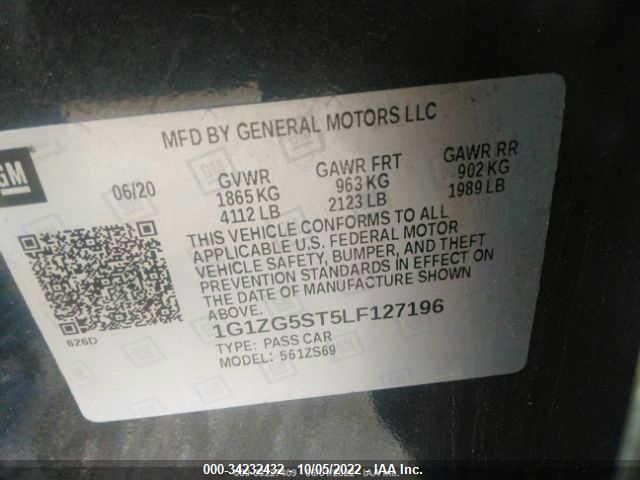 MFD BY GENERAL MOTORS LLC
GM
06/20
GVWR
1865 KG
4112 LB
GAWR FRT
963 KG
2123 LB
GAWR RR
902 KG
1989 LB
THIS VEHICLE CONFORMS TO ALL
APPLICABLE U.S. FEDERAL MOTOR
VEHICLE SAFETY, BUMPER, AND THEFT
PREVENTION STANDARDS IN EFFECT ON
THE DATE OF MANUFACTURE SHOWN
ABOVE.
626D
1G1ZG5ST5LF127196
TYPE: PASS CAR
MODEL: 561ZS69
000-34232432 - 10/05/2022 - IAA Inc.